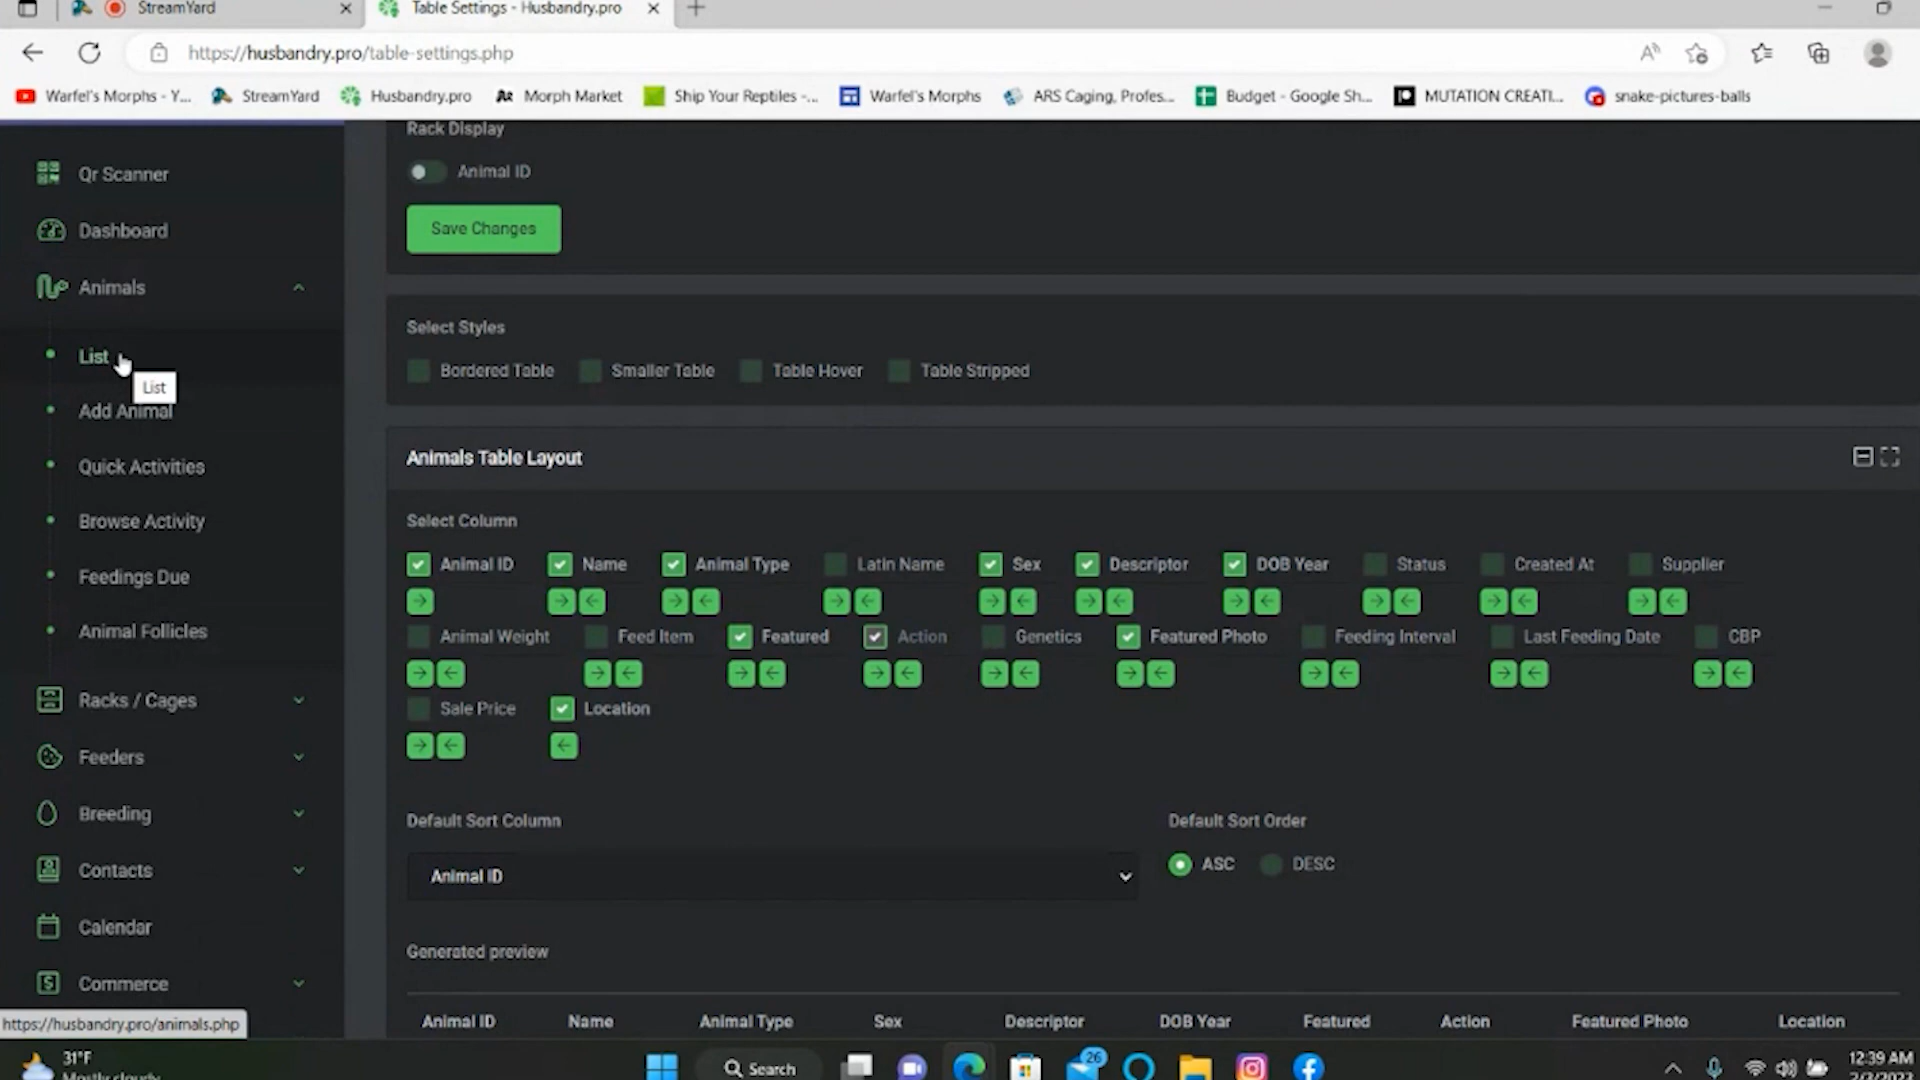 StreamYard
Table Settings - Husbandry.pro
https://husbandry.pro/table-settings.php
Warfel's Morphs - Y...
StreamYard
Husbandry.pro
Morph Market
Ship Your Reptiles -...
Warfel's Morphs
ARS Caging, Profes...
Budget - Google Sh...
MUTATION CREATI...
snake-pictures-balls
Qr Scanner
Dashboard
Animals
List
List
Add Animal
Quick Activities
Browse Activity
Feedings Due
Animal Follicles
Racks / Cages
Feeders
Breeding
Contacts
Calendar
Commerce
https://husbandry.pro/animals.php
Rack Display
Animal ID
Save Changes
Select Styles
Bordered Table Smaller Table Table Hover Table Stripped
Animals Table Layout
Select Column
Animal ID Name Animal Type Latin Name Sex Descriptor DOB Year Status Created At Supplier
Animal Weight Feed Item Featured Action Genetics Featured Photo Feeding Interval Last Feeding Date CBP
Sale Price Location
Default Sort Column
Default Sort Order
Animal ID
ASC DESC
Generated preview
Animal ID Name Animal Type Sex Descriptor DOB Year Featured Action Featured Photo Location
31°F
Mostly cloudy
Search
26
12:39 AM
2/3/2023